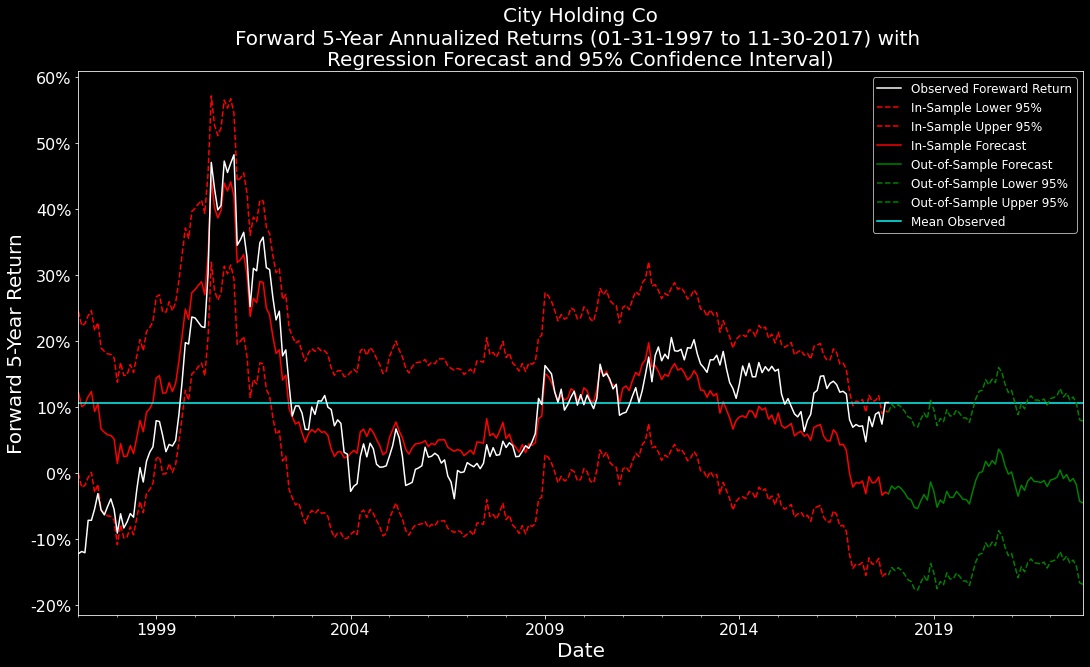 City Holding Co
Forward 5-Year Annualized Returns (01-31-1997 to 11-30-2017) with
Regression Forecast and 95% Confidence Interval)
60%
50%
40%
30%
20%
10%
0%
-10%
-20%
Forward 5-Year Return
Observed Foreward Return
In-Sample Lower 95%
In-Sample Upper 95%
In-Sample Forecast
Out-of-Sample Forecast
Out-of-Sample Lower 95%
Out-of-Sample Upper 95%
Mean Observed
1999
2004
2009
2014
2019
Date